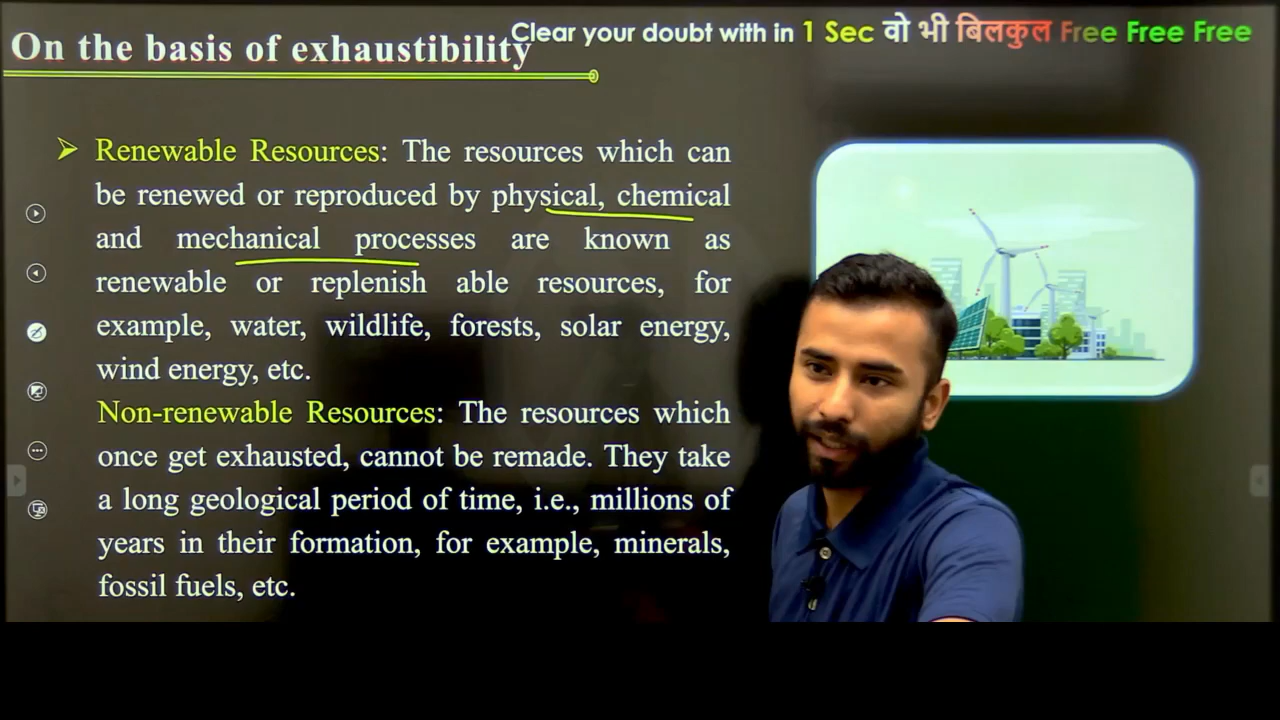 On the basis of exhaustibility
Clear your doubt with in 1 Sec वो भी बिलकुल Free Free Free
➤ Renewable Resources: The resources which can
be renewed or reproduced by physical, chemical
and mechanical processes are known as
renewable or replenish able resources, for
example, water, wildlife, forests, solar energy,
wind energy, etc.
Non-renewable Resources: The resources which
once get exhausted, cannot be remade. They take
a long geological period of time, i.e., millions of
years in their formation, for example, minerals,
fossil fuels, etc.